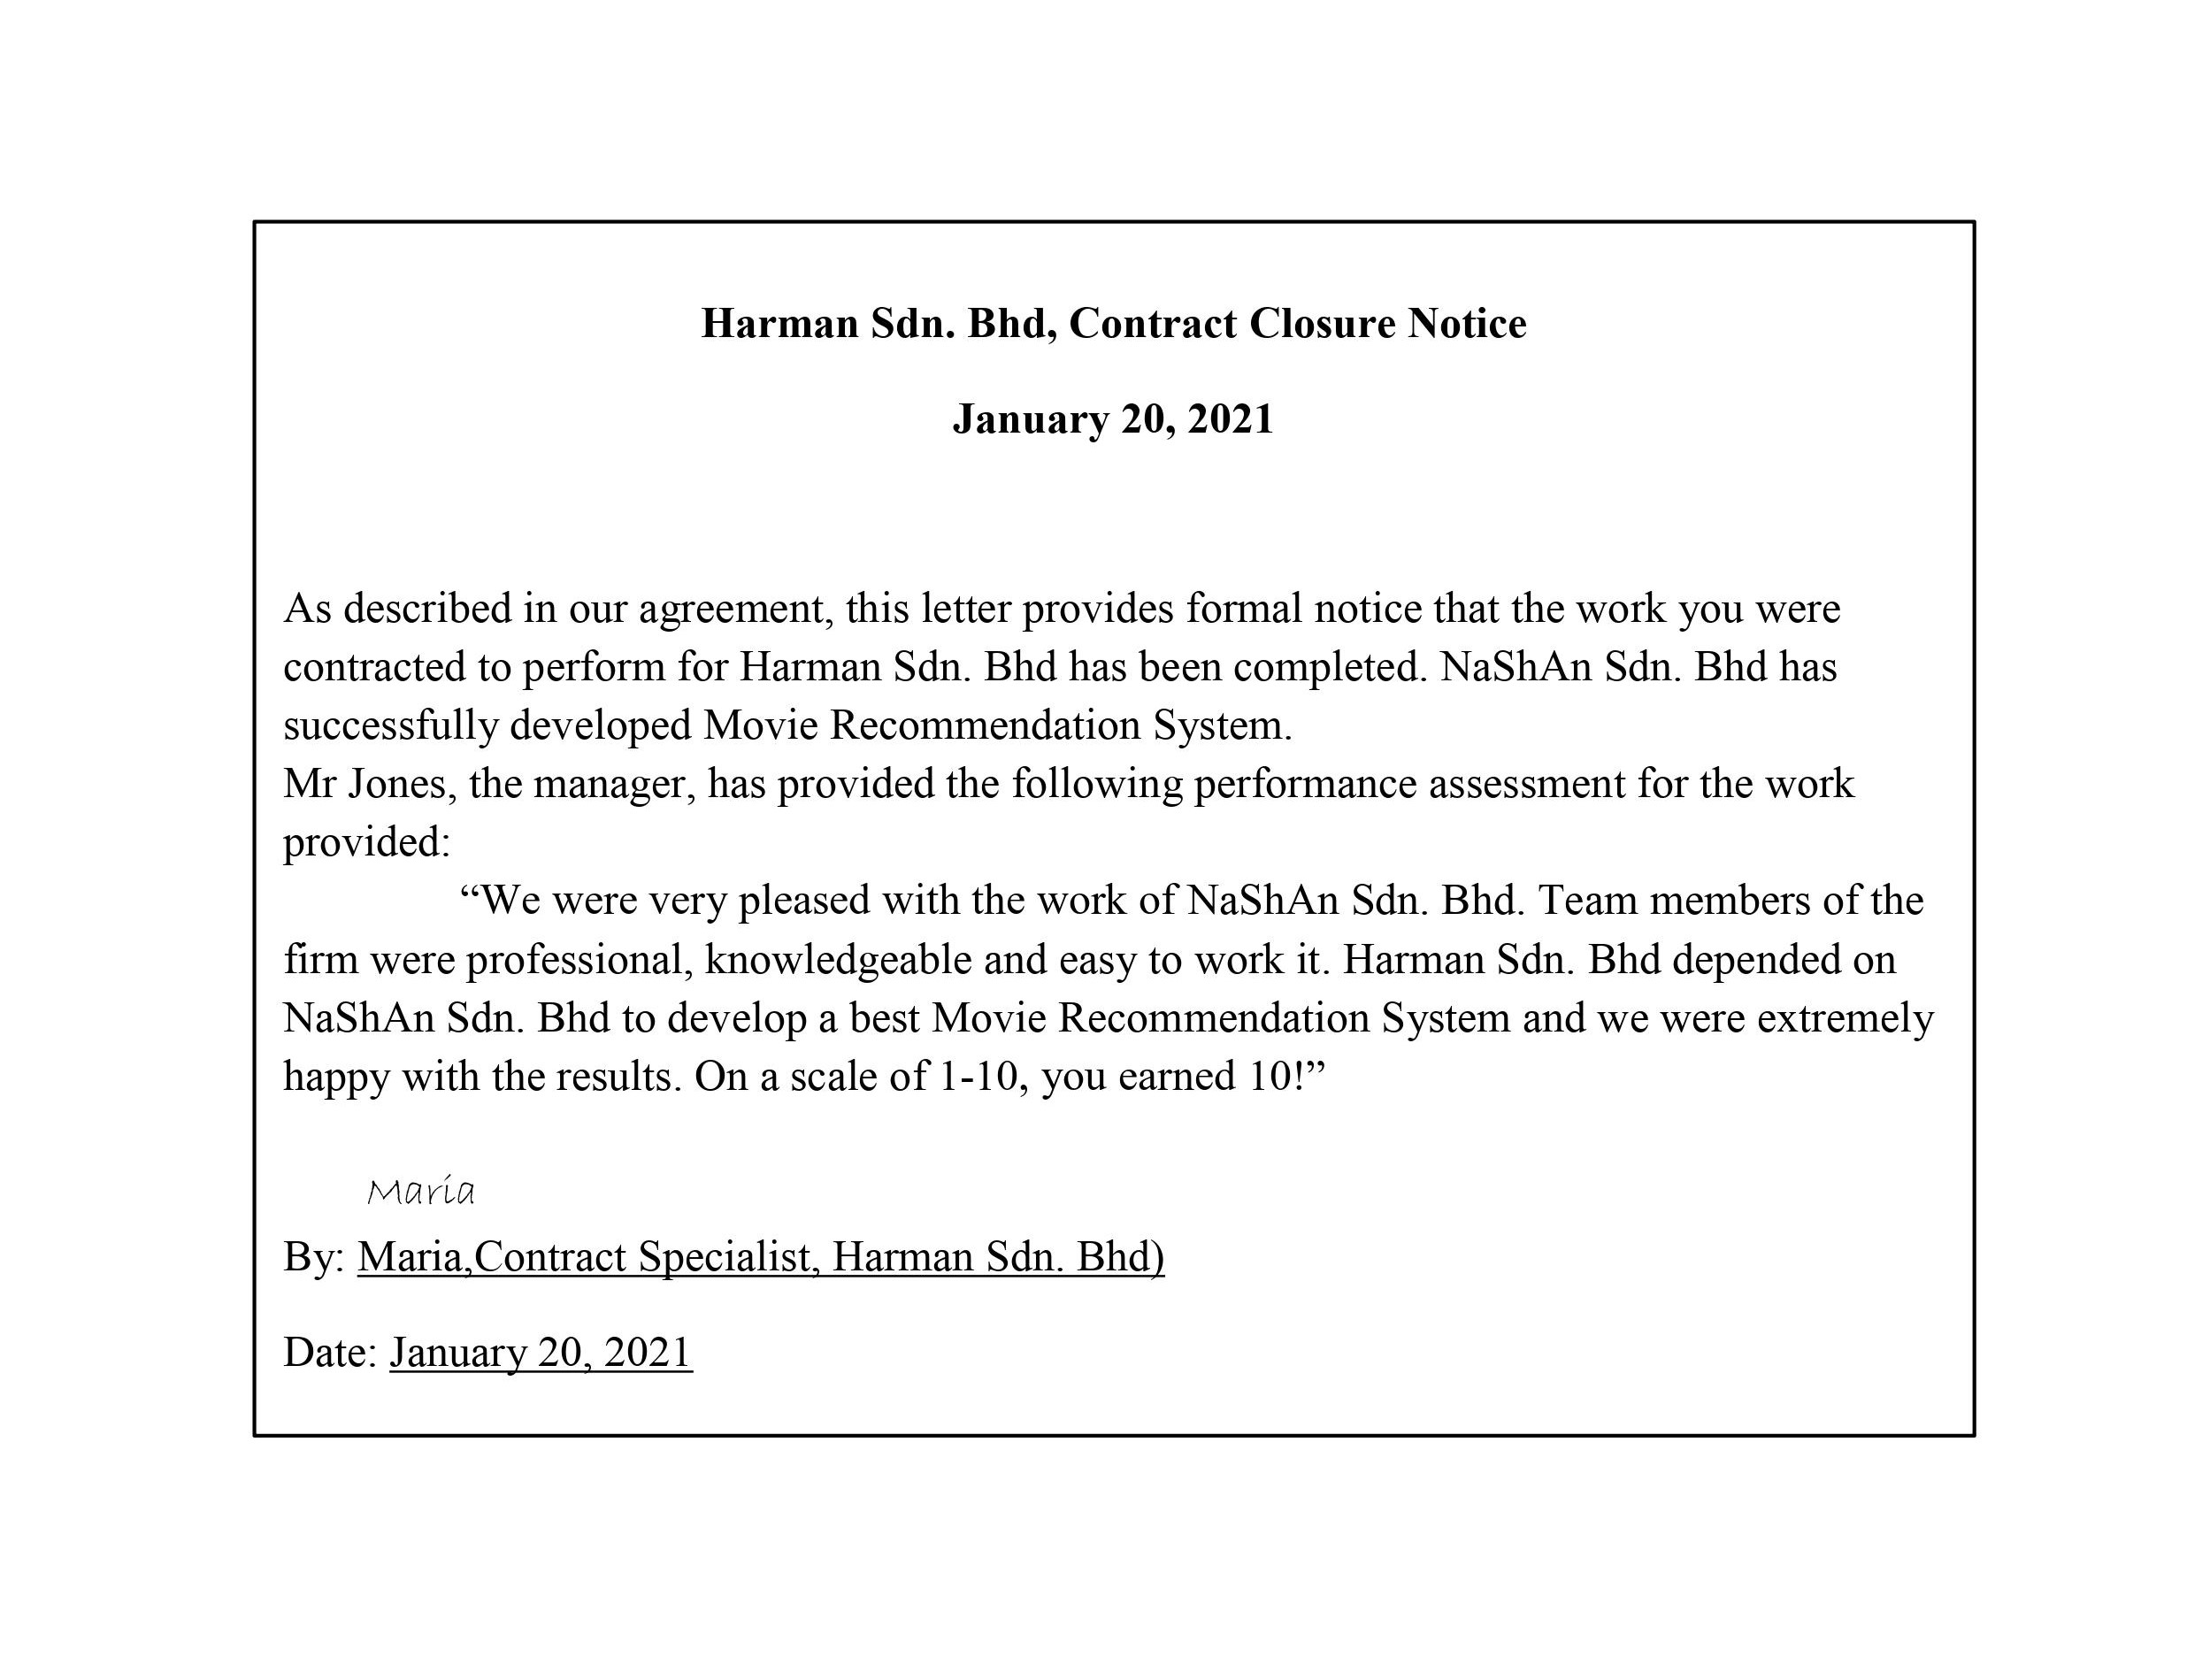 Harman Sdn. Bhd, Contract Closure Notice
January 20, 2021
As described in our agreement, this letter provides formal notice that the work you were
contracted to perform for Harman Sdn. Bhd has been completed. NaShAn Sdn. Bhd has
successfully developed Movie Recommendation System.
Mr Jones, the manager, has provided the following performance assessment for the work
provided:
“We were very pleased with the work of NaShAn Sdn. Bhd. Team members of the
firm were professional, knowledgeable and easy to work it. Harman Sdn. Bhd depended on
NaShAn Sdn. Bhd to develop a best Movie Recommendation System and we were extremely
happy with the results. On a scale of 1-10, you earned 10!”
Maria
By: Maria,Contract Specialist, Harman Sdn. Bhd)
Date: January 20, 2021